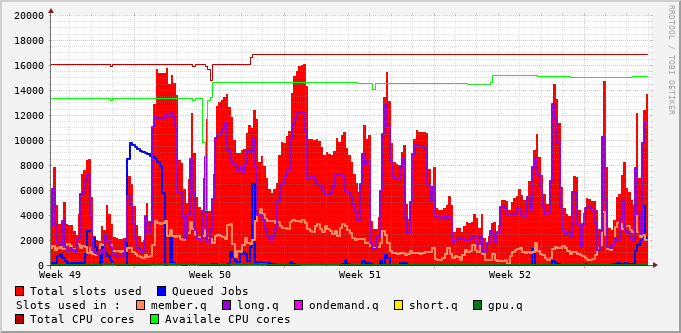 20000
18000
16000
14000
12000
10000
8000
6000
4000
2000
0
Week 49 Week 50 Week 51 Week 52
RRDTOOL / TOBI OETIKER
Total slots used Queued Jobs
Slots used in : member.q long.q ondemand.q short.q gpu.q
Total CPU cores Availale CPU cores